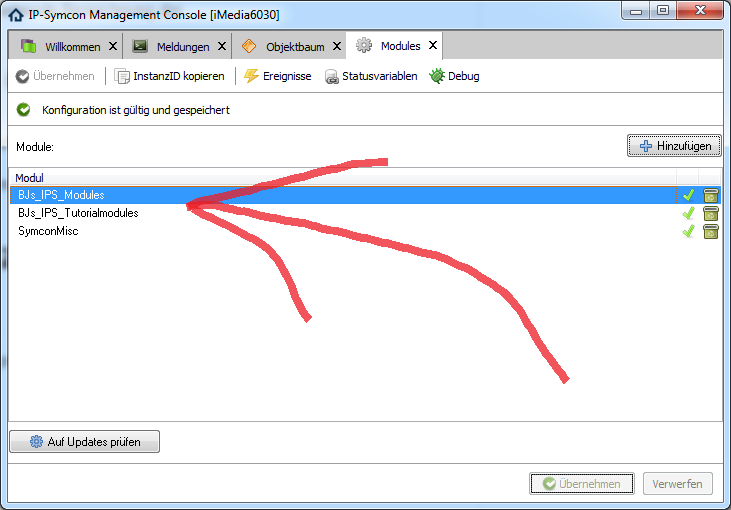 IP-Symcon Management Console [iMedia6030]
Willkommen X Meldungen X Objektbaum X Modules X
Übernehmen InstanzID kopieren Ereignisse Statusvariablen Debug
Konfiguration ist gültig und gespeichert
Module: Hinzufügen
Modul
BJs_IPS_Modules
BJs_IPS_Tutorialmodules
SymconMisc
Auf Updates prüfen
Übernehmen Verwerfen